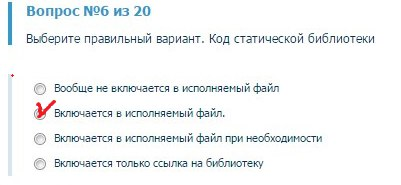 Вопрос №6 из 20
Выберите правильный вариант. Код статической библиотеки
Вообще не включается в исполняемый файл
Включается в исполняемый файл.
Включается в исполняемый файл при необходимости
Включается только ссылка на библиотеку